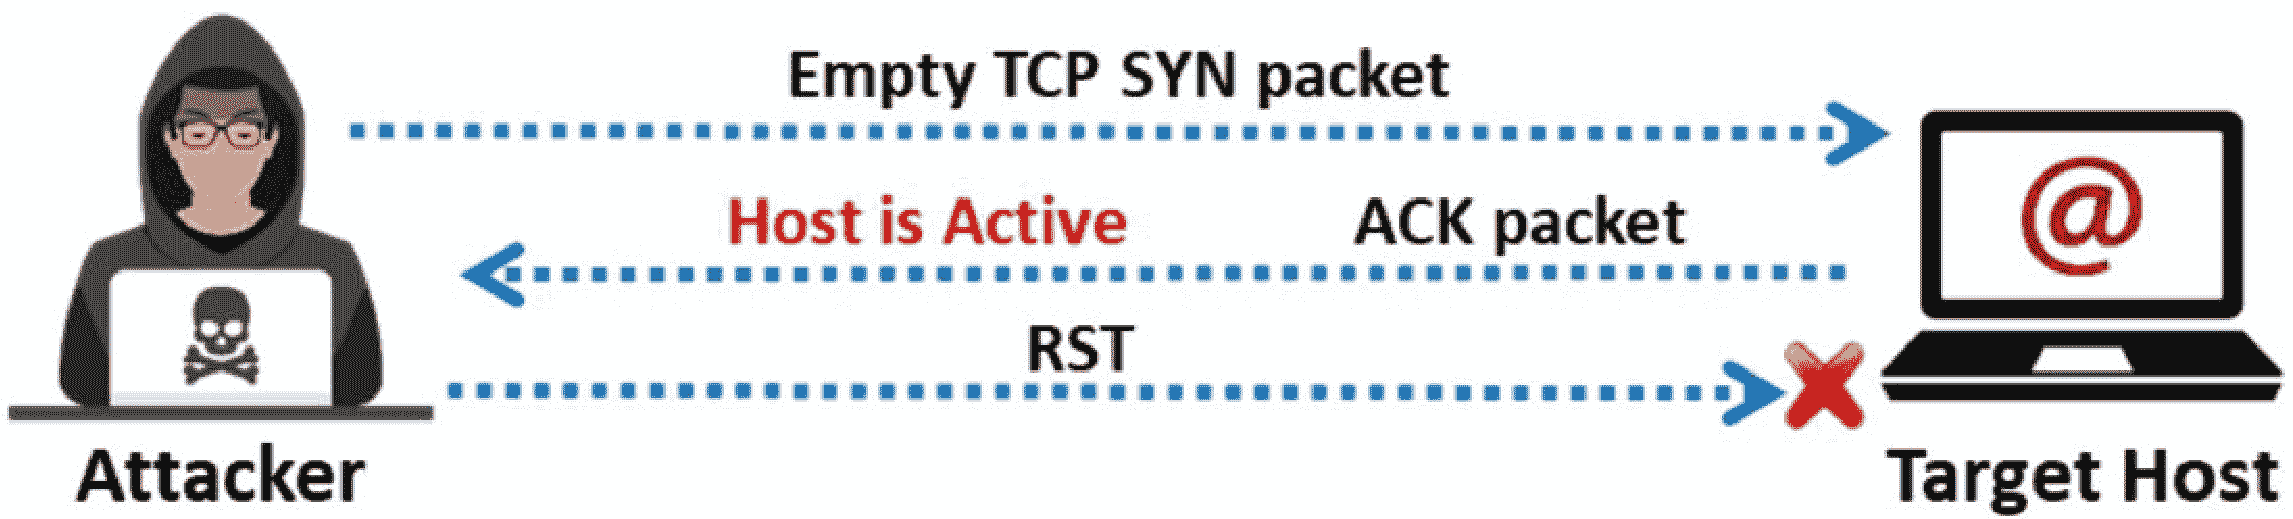 Empty TCP SYN packet
Host is Active ACK packet
@
RST
Attacker
Target Host